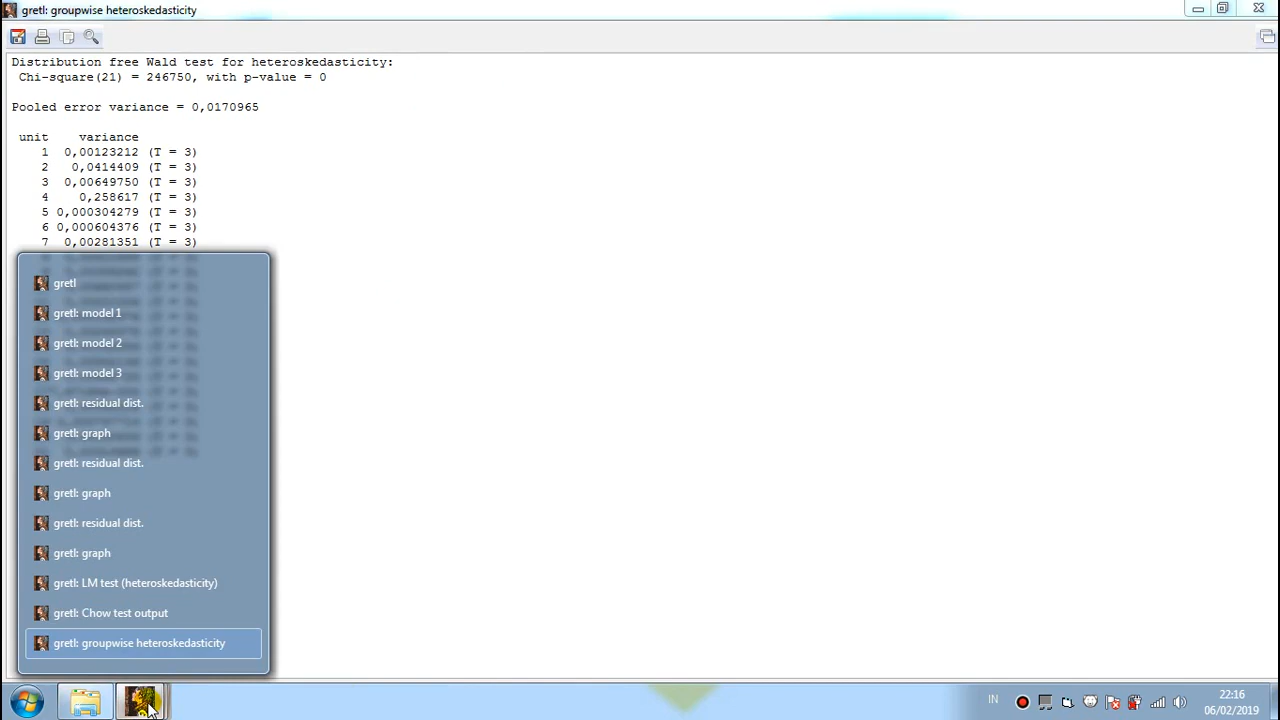 gretl: groupwise heteroskedasticity
Distribution free Wald test for heteroskedasticity:
Chi-square(21) = 246750, with p-value = 0
Pooled error variance = 0,0170965
unit variance
1 0,00123212 (T = 3)
2 0,0414409 (T = 3)
3 0,00649750 (T = 3)
4 0,258617 (T = 3)
5 0,000304279 (T = 3)
6 0,000604376 (T = 3)
7 0,00281351 (T = 3)
gretl
gretl: model 1
gretl: model 2
gretl: model 3
gretl: residual dist.
gretl: graph
gretl: residual dist.
gretl: graph
gretl: residual dist.
gretl: graph
gretl: LM test (heteroskedasticity)
gretl: Chow test output
gretl: groupwise heteroskedasticity
IN
22:16
06/02/2019